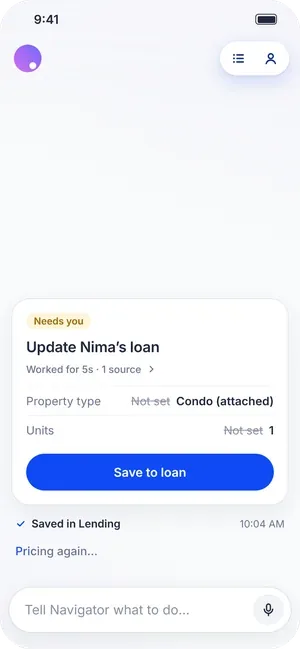 9:41
Needs you
Update Nima’s loan
Worked for 5s · 1 source
Property type Not set Condo (attached)
Units Not set 1
Save to loan
Saved in Lending 10:04 AM
Pricing again...
Tell Navigator what to do...